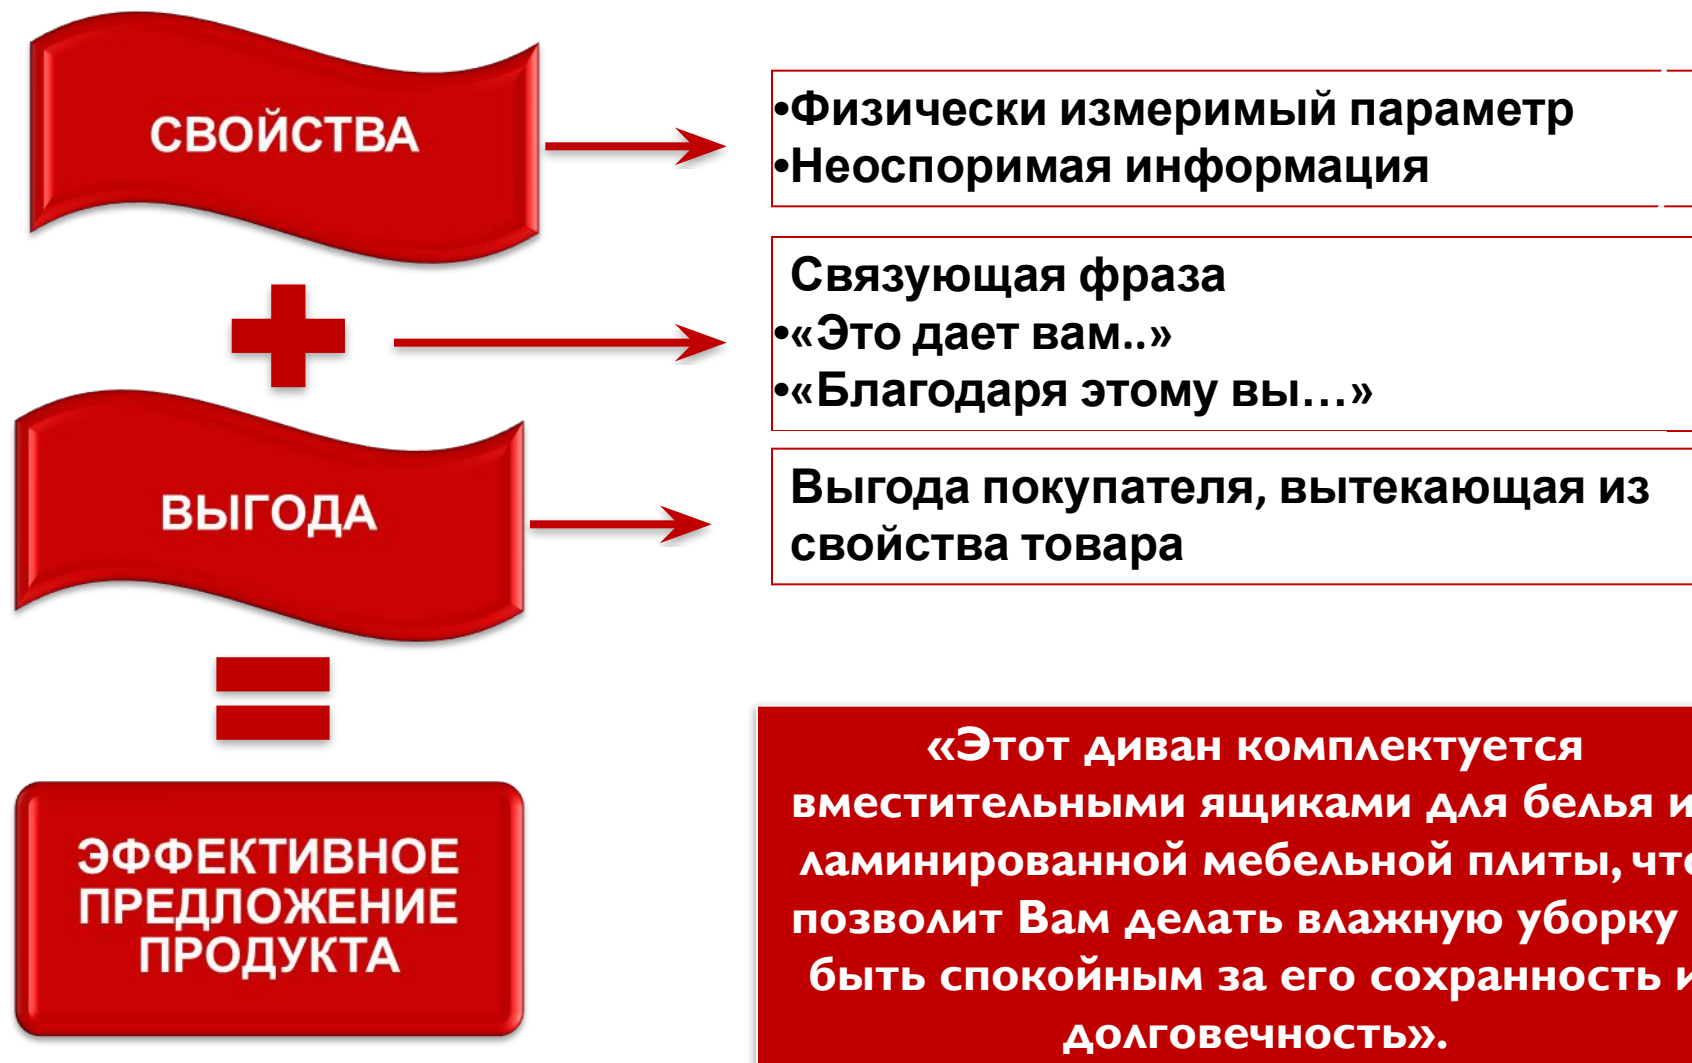 СВОЙСТВА
•Физически измеримый параметр
•Неоспоримая информация
Связующая фраза
•«Это дает вам..»
•«Благодаря этому вы...»
ВЫГОДА
Выгода покупателя, вытекающая из
свойства товара
ЭФФЕКТИВНОЕ
ПРЕДЛОЖЕНИЕ
ПРОДУКТА
«Этот диван комплектуется
вместительными ящиками для белья
ламинированной мебельной плиты,
позволит Вам делать влажную уборку
быть спокойным за его сохранность и
долговечность».